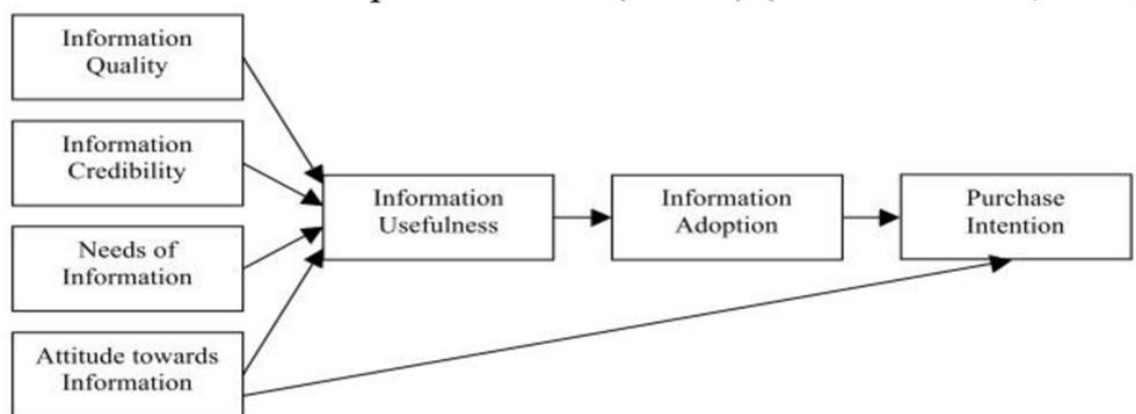 Information
Quality
Information
Credibility
Needs of
Information
Attitude towards
Information
Information
Usefulness
Information
Adoption
Purchase
Intention